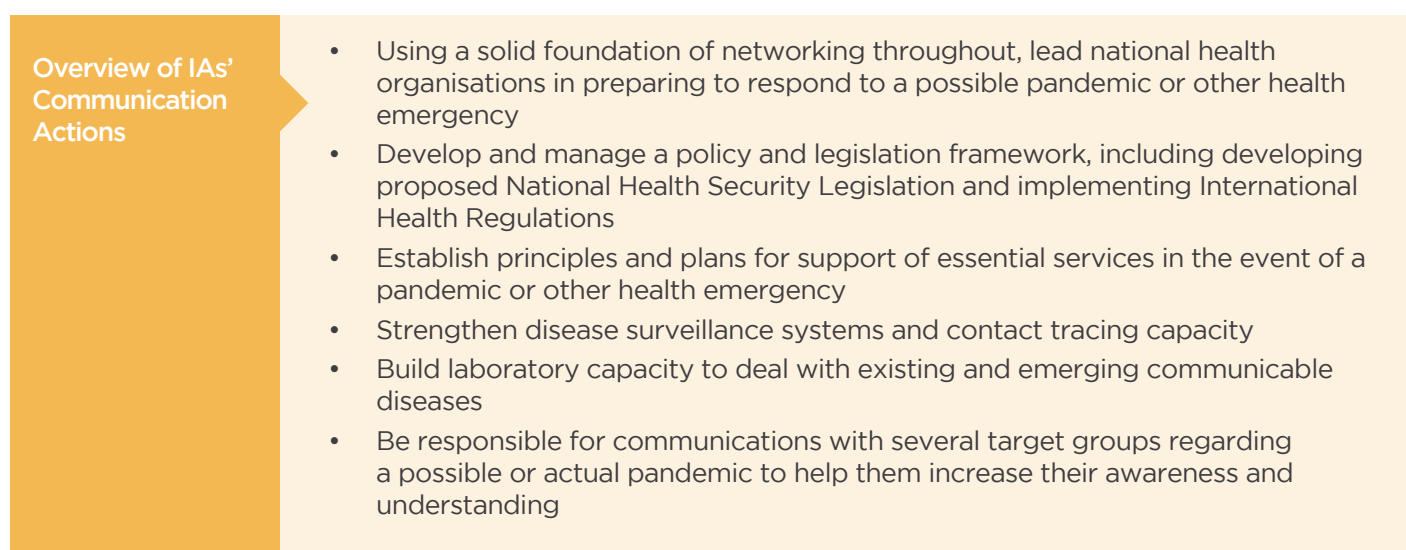 Overview of IAs'
Communication
Actions
• Using a solid foundation of networking throughout, lead national health
organisations in preparing to respond to a possible pandemic or other health
emergency
• Develop and manage a policy and legislation framework, including developing
proposed National Health Security Legislation and implementing International
Health Regulations
• Establish principles and plans for support of essential services in the event of a
pandemic or other health emergency
• Strengthen disease surveillance systems and contact tracing capacity
• Build laboratory capacity to deal with existing and emerging communicable
diseases
• Be responsible for communications with several target groups regarding
a possible or actual pandemic to help them increase their awareness and
understanding